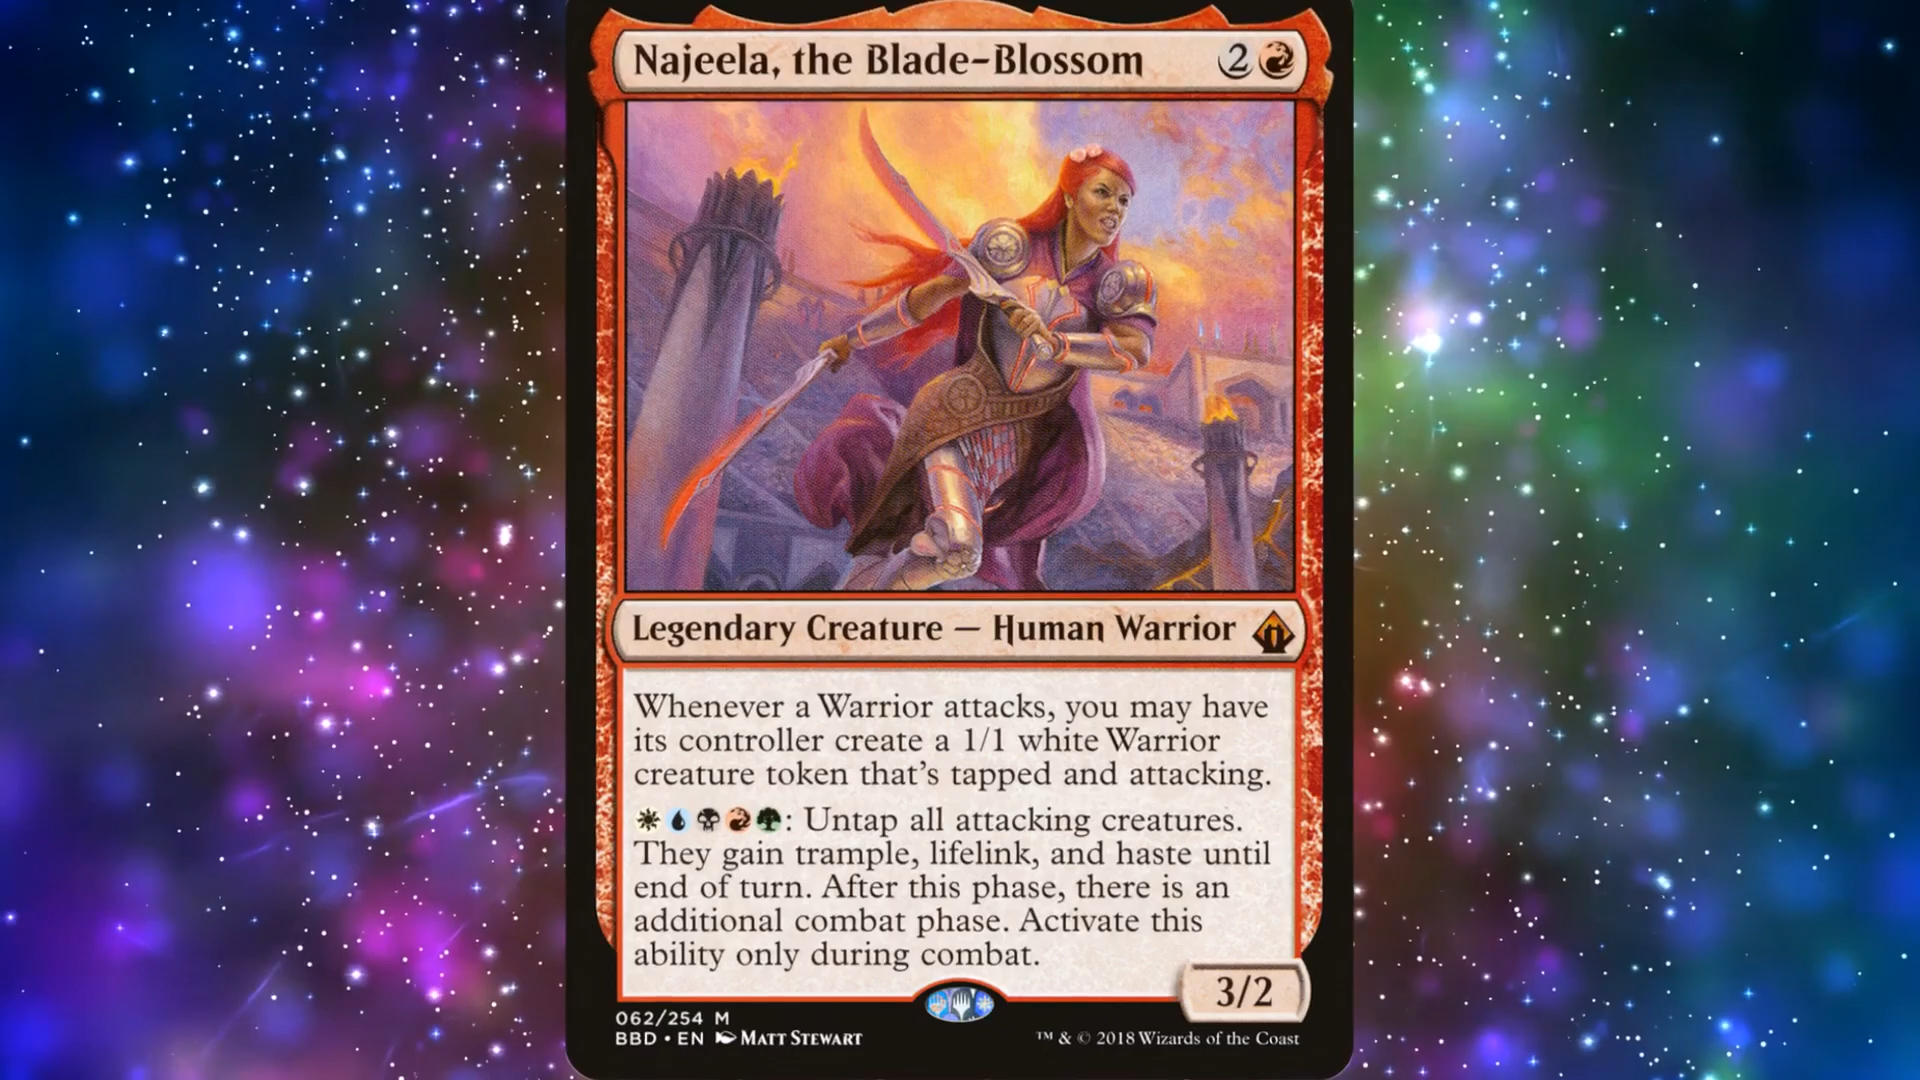 Najeela, the Blade-Blossom 2
Legendary Creature — Human Warrior
Whenever a Warrior attacks, you may have
its controller create a 1/1 white Warrior
creature token that's tapped and attacking.
: Untap all attacking creatures.
They gain trample, lifelink, and haste until
end of turn. After this phase, there is an
additional combat phase. Activate this
ability only during combat.
3/2
062/254 M
BBD • EN MATT STEWART
™ & © 2018 Wizards of the Coast